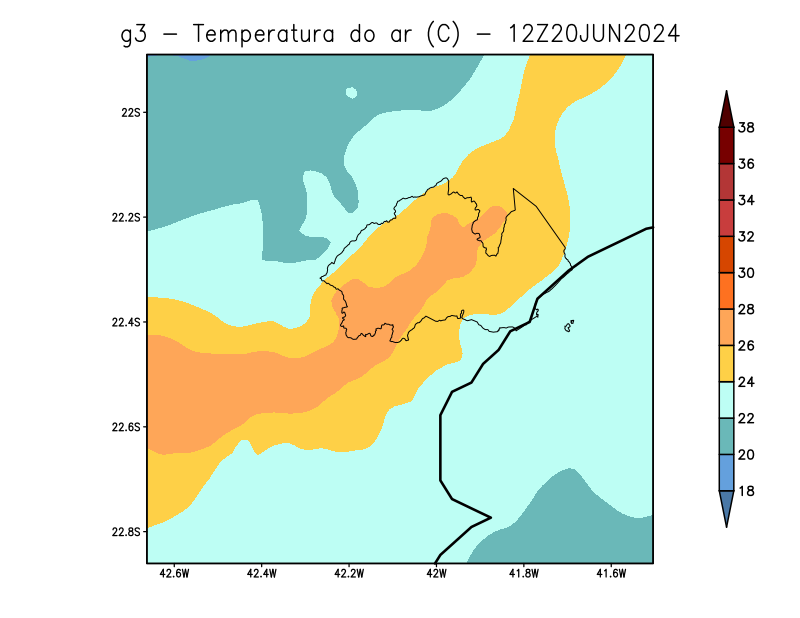 g3 – Temperatura do ar (C) – 12Z20JUN2024
22S
22.2S
22.4S
22.6S
22.8S
42.6W
42.4W
42.2W
42W
41.8W
41.6W
38
36
34
32
30
28
26
24
22
20
18